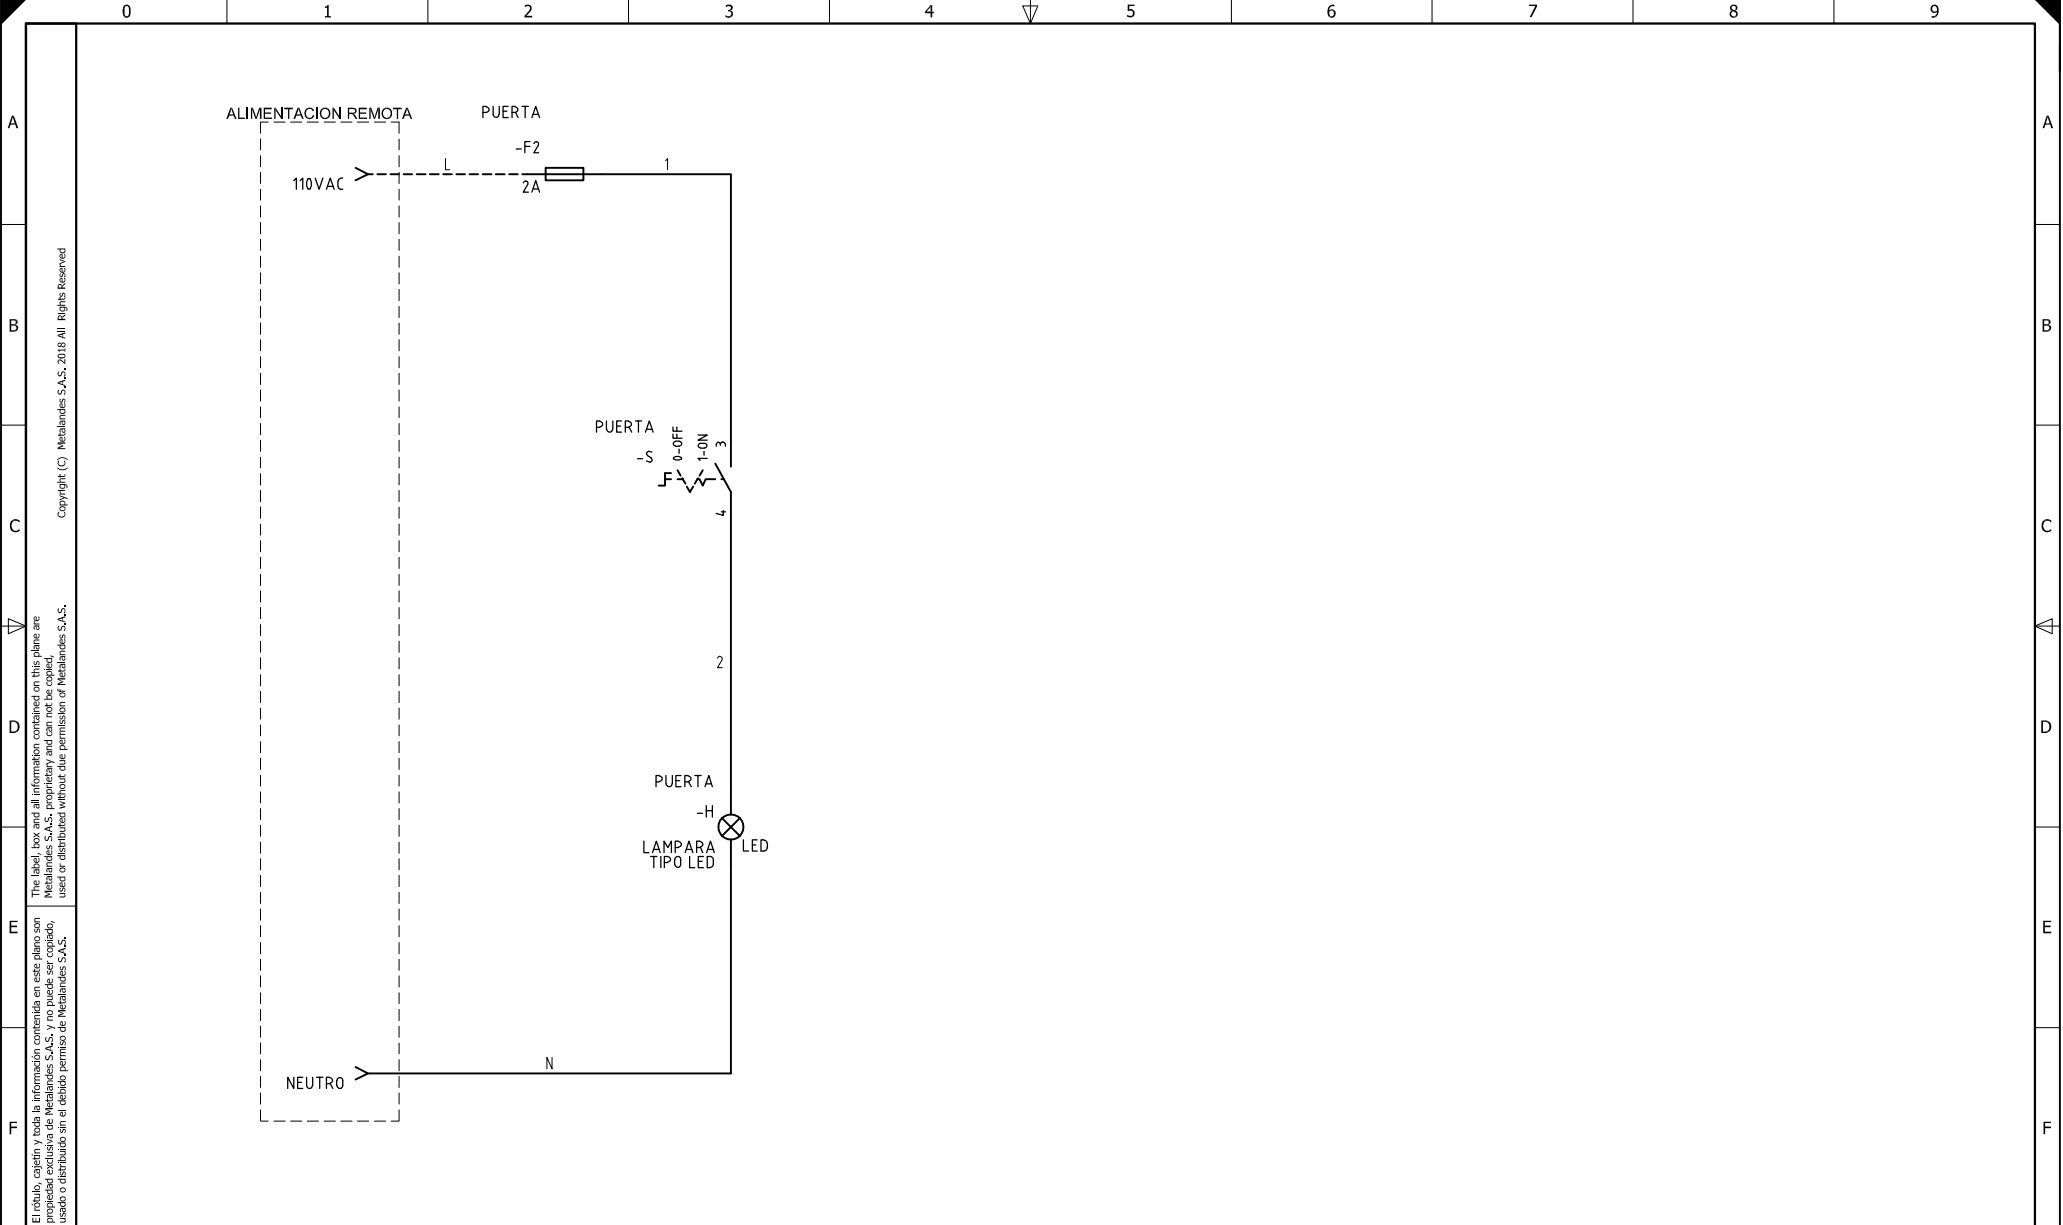 0 1 2 3 4 5 6 7 8 9
A
A
ALIMENTACION REMOTA
PUERTA
-F2
2A
110VAC
L
1
B
B
Copyright (C) Metalandes S.A.S. 2018 All Rights Reserved
PUERTA
-S
0-OFF
1-ON
3
4
C
C
2
The label, box and all information contained on this plane are
Metalandes S.A.S. proprietary and can not be copied,
used or distributed without due permission of Metalandes S.A.S.
D
D
PUERTA
-H
LAMPARA
TIPO LED
LED
E
E
El rótulo, cajetín y toda la información contenida en este plano son
propiedad exclusiva de Metalandes S.A.S. y no puede ser copiado,
usado o distribuido sin el debido permiso de Metalandes S.A.S.
N
NEUTRO
F
F